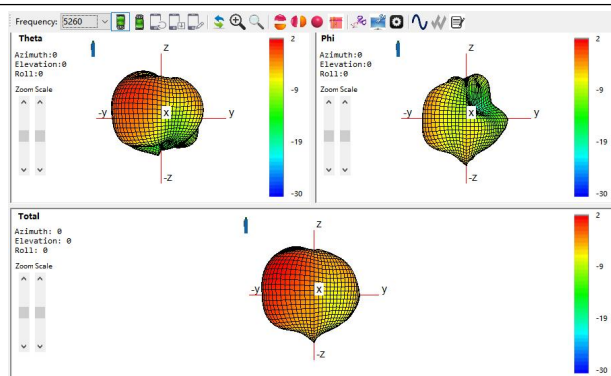 Frequency: 5260
Theta
Azimuth:0
Elevation:0
Roll:0
Zoom Scale
z
-y
x
y
-z
2
-9
-19
-30
Phi
Azimuth:0
Elevation:0
Roll:0
Zoom Scale
z
-y
x
y
-z
2
-9
-19
-30
Total
Azimuth: 0
Elevation: 0
Roll: 0
Zoom Scale
z
-y
x
y
-z
2
-9
-19
-30